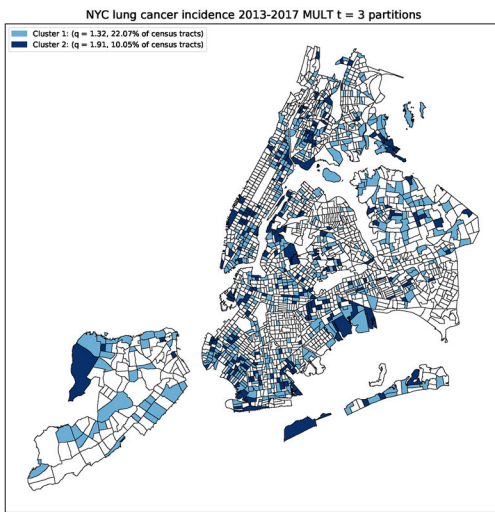 NYC lung cancer incidence 2013-2017 MULT t = 3 partitions
Cluster 1: (q = 1.32, 22.07% of census tracts)
Cluster 2: (q = 1.91, 10.05% of census tracts)